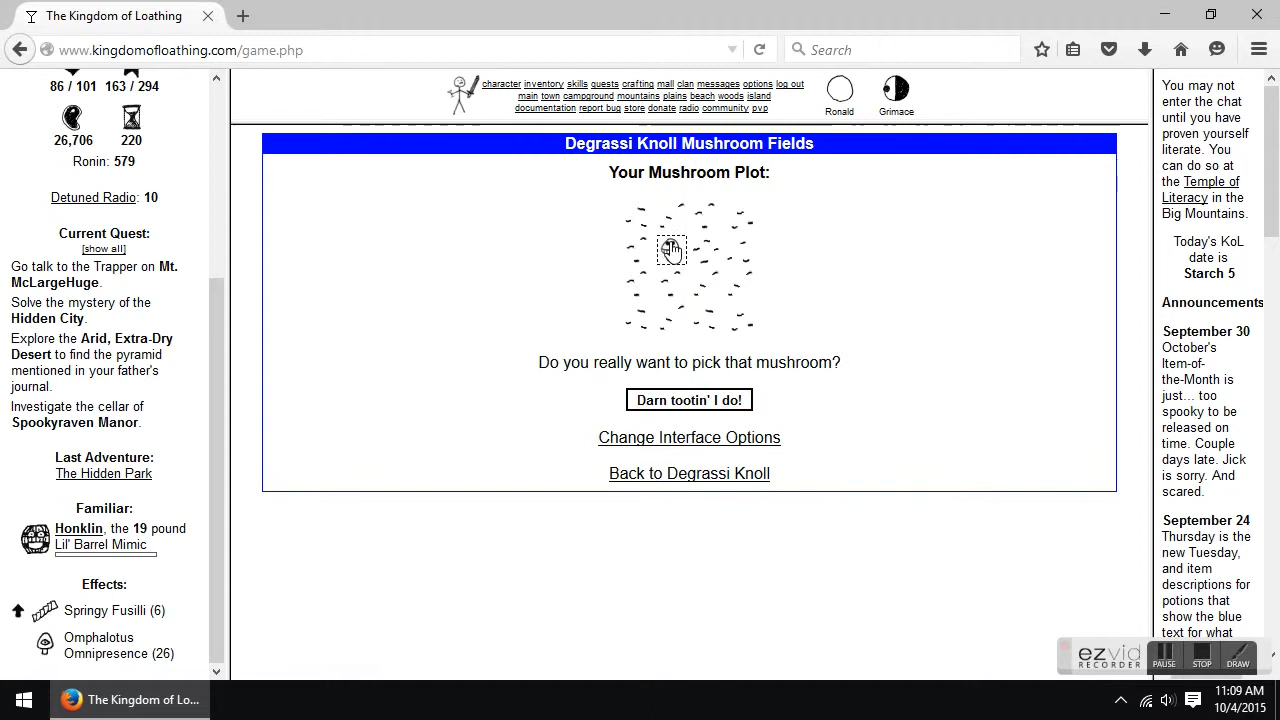 The Kingdom of Loathing
www.kingdomofloathing.com/game.php
Search
86 / 101 163 / 294
26,706 220
Ronin: 579
Detuned Radio: 10
Current Quest:
[show all]
Go talk to the Trapper on Mt.
McLargeHuge.
Solve the mystery of the
Hidden City.
Explore the Arid, Extra-Dry
Desert to find the pyramid
mentioned in your father's
journal.
Investigate the cellar of
Spookyraven Manor.
Last Adventure:
The Hidden Park
Familiar:
Honklin, the 19 pound
Lil' Barrel Mimic
Effects:
Springy Fusilli (6)
Omphalotus
Omnipresence (26)
character inventory skills quests crafting mall clan messages options log out
main town campground mountains plains beach woods island
documentation report bug store donate radio community pvp
Ronald Grimace
Degrassi Knoll Mushroom Fields
Your Mushroom Plot:
Do you really want to pick that mushroom?
Darn tootin' I do!
Change Interface Options
Back to Degrassi Knoll
You may not
enter the chat
until you have
proven yourself
literate. You
can do so at
the Temple of
Literacy in the
Big Mountains.
Today's KoL
date is
Starch 5
Announcements
September 30
October's
Item-of-
the-Month is
just... too
spooky to be
released on
time. Couple
days late. Jick
is sorry. And
scared.
September 24
Thursday is the
new Tuesday,
and item
descriptions for
potions that
show the blue
text for what
ezvid
RECORDER
PAUSE STOP DRAW
The Kingdom of Lo...
11:09 AM
10/4/2015